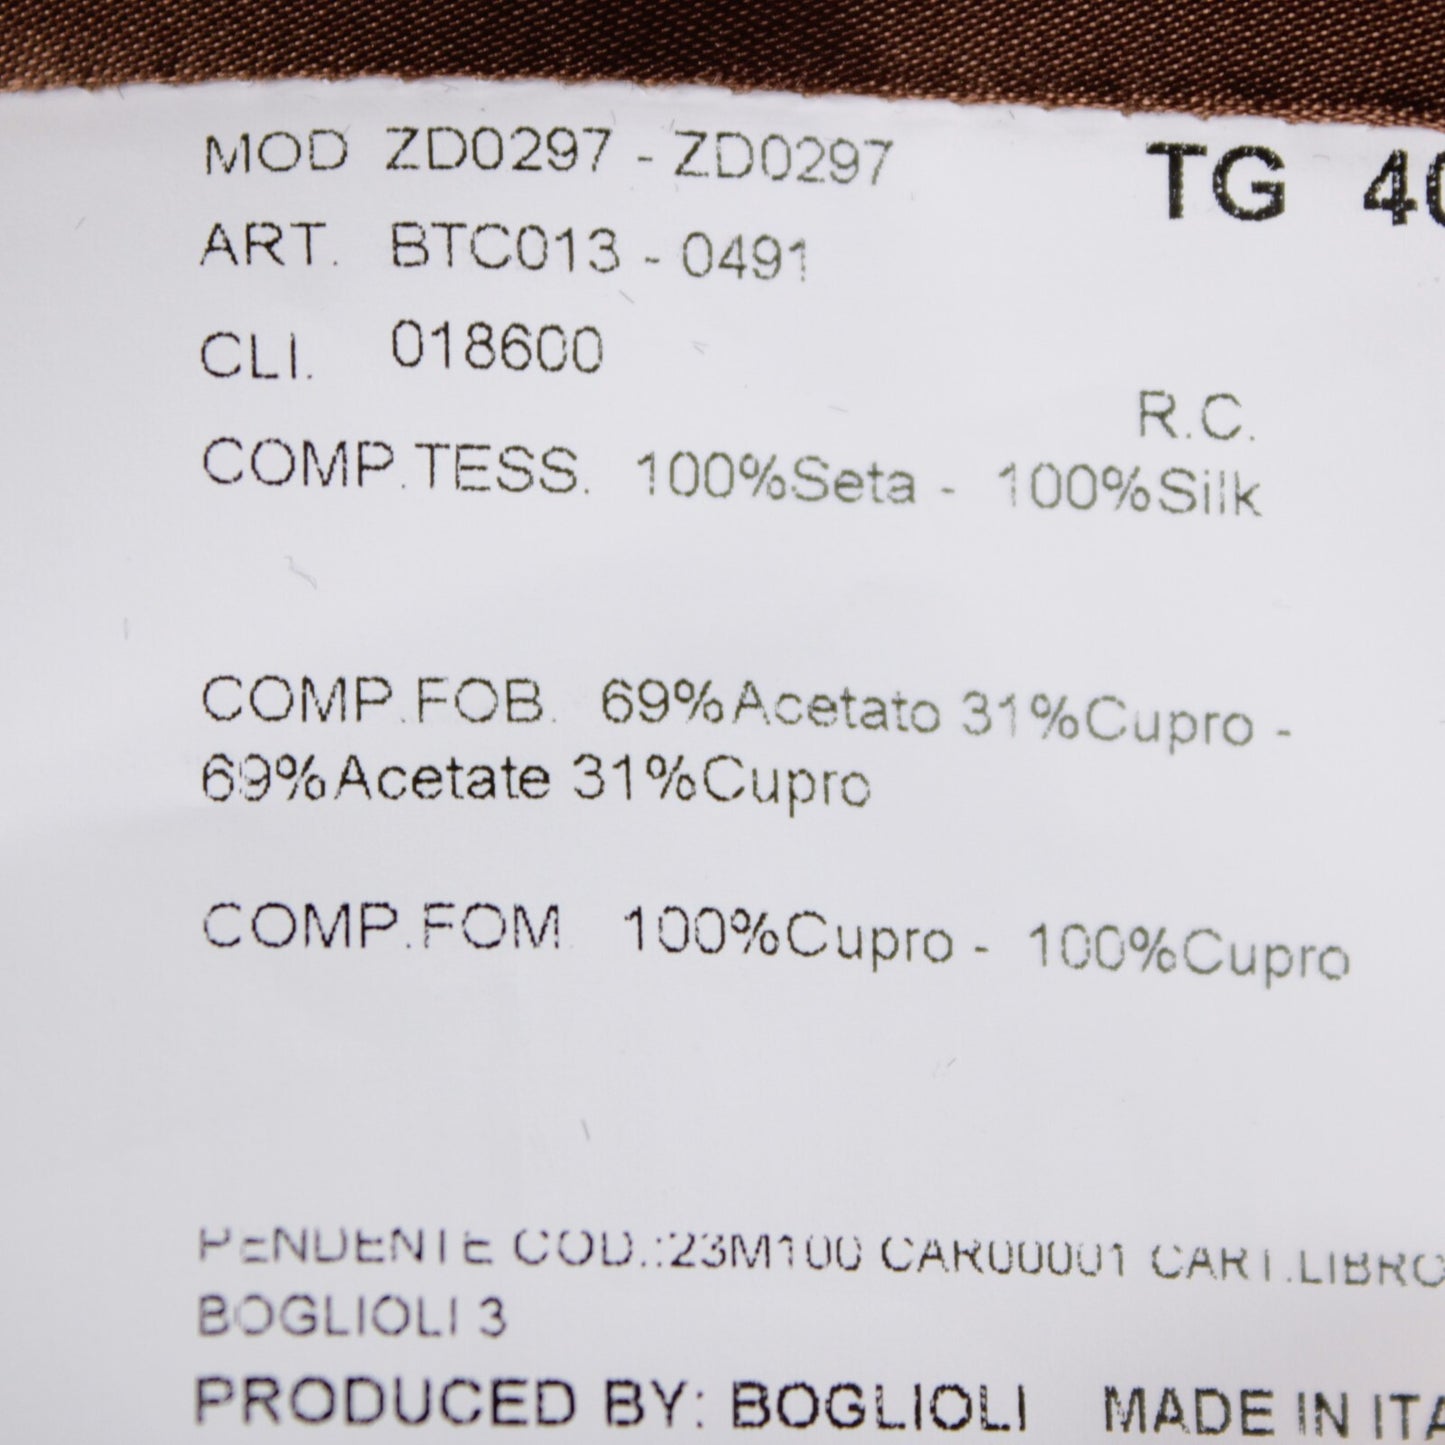 MOD ZD0297 - ZD0297 TG 40
ART. BTC013 - 0491
CLI. 018600
R.C.
COMP.TESS. 100%Seta - 100%Silk
COMP.FOB. 69%Acetato 31%Cupro -
69%Acetate 31%Cupro
COMP.FOM. 100%Cupro - 100%Cupro
PENDENTE COD.:23M100 CAR00001 CART.LIBRO
BOGLIOLI 3
PRODUCED BY: BOGLIOLI MADE IN ITA